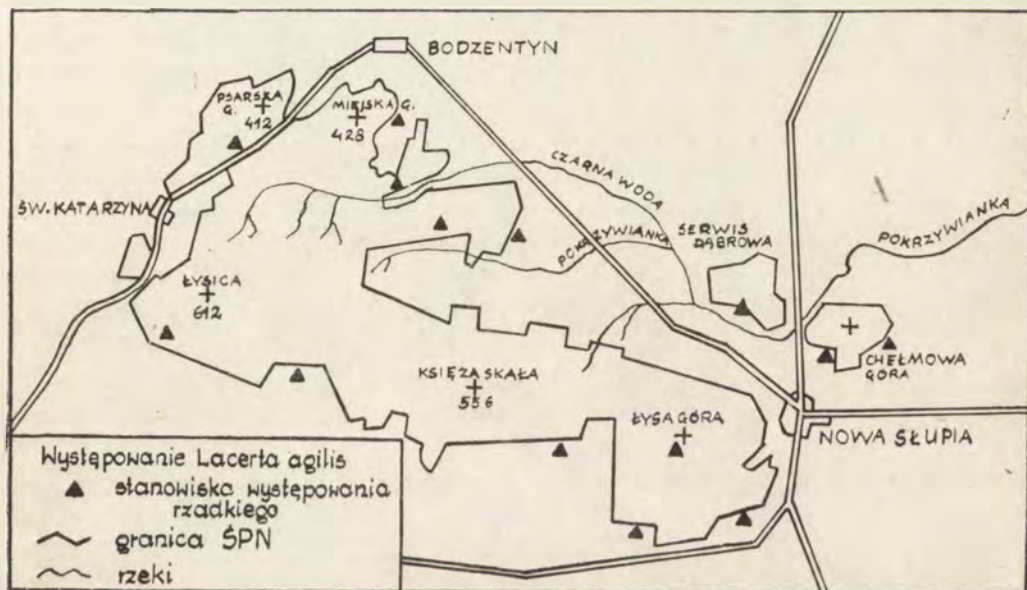 BODZENTYN
PSARSKA
G.
412
MIEJSKA G.
428
CZARNA WODA
ŚW. KATARZYNA
POKRZYWIANKA
SERWIS
DĄBROWA
POKRZYWIANKA
ŁYSICA
612
KSIĘŻA SKAŁA
556
CHEŁMOWA
GÓRA
ŁYSA GÓRA
NOWA SŁUPIA
Występowanie Lacerta agilis
stanowiska występowania
rzadkiego
granica ŚPN
rzeki